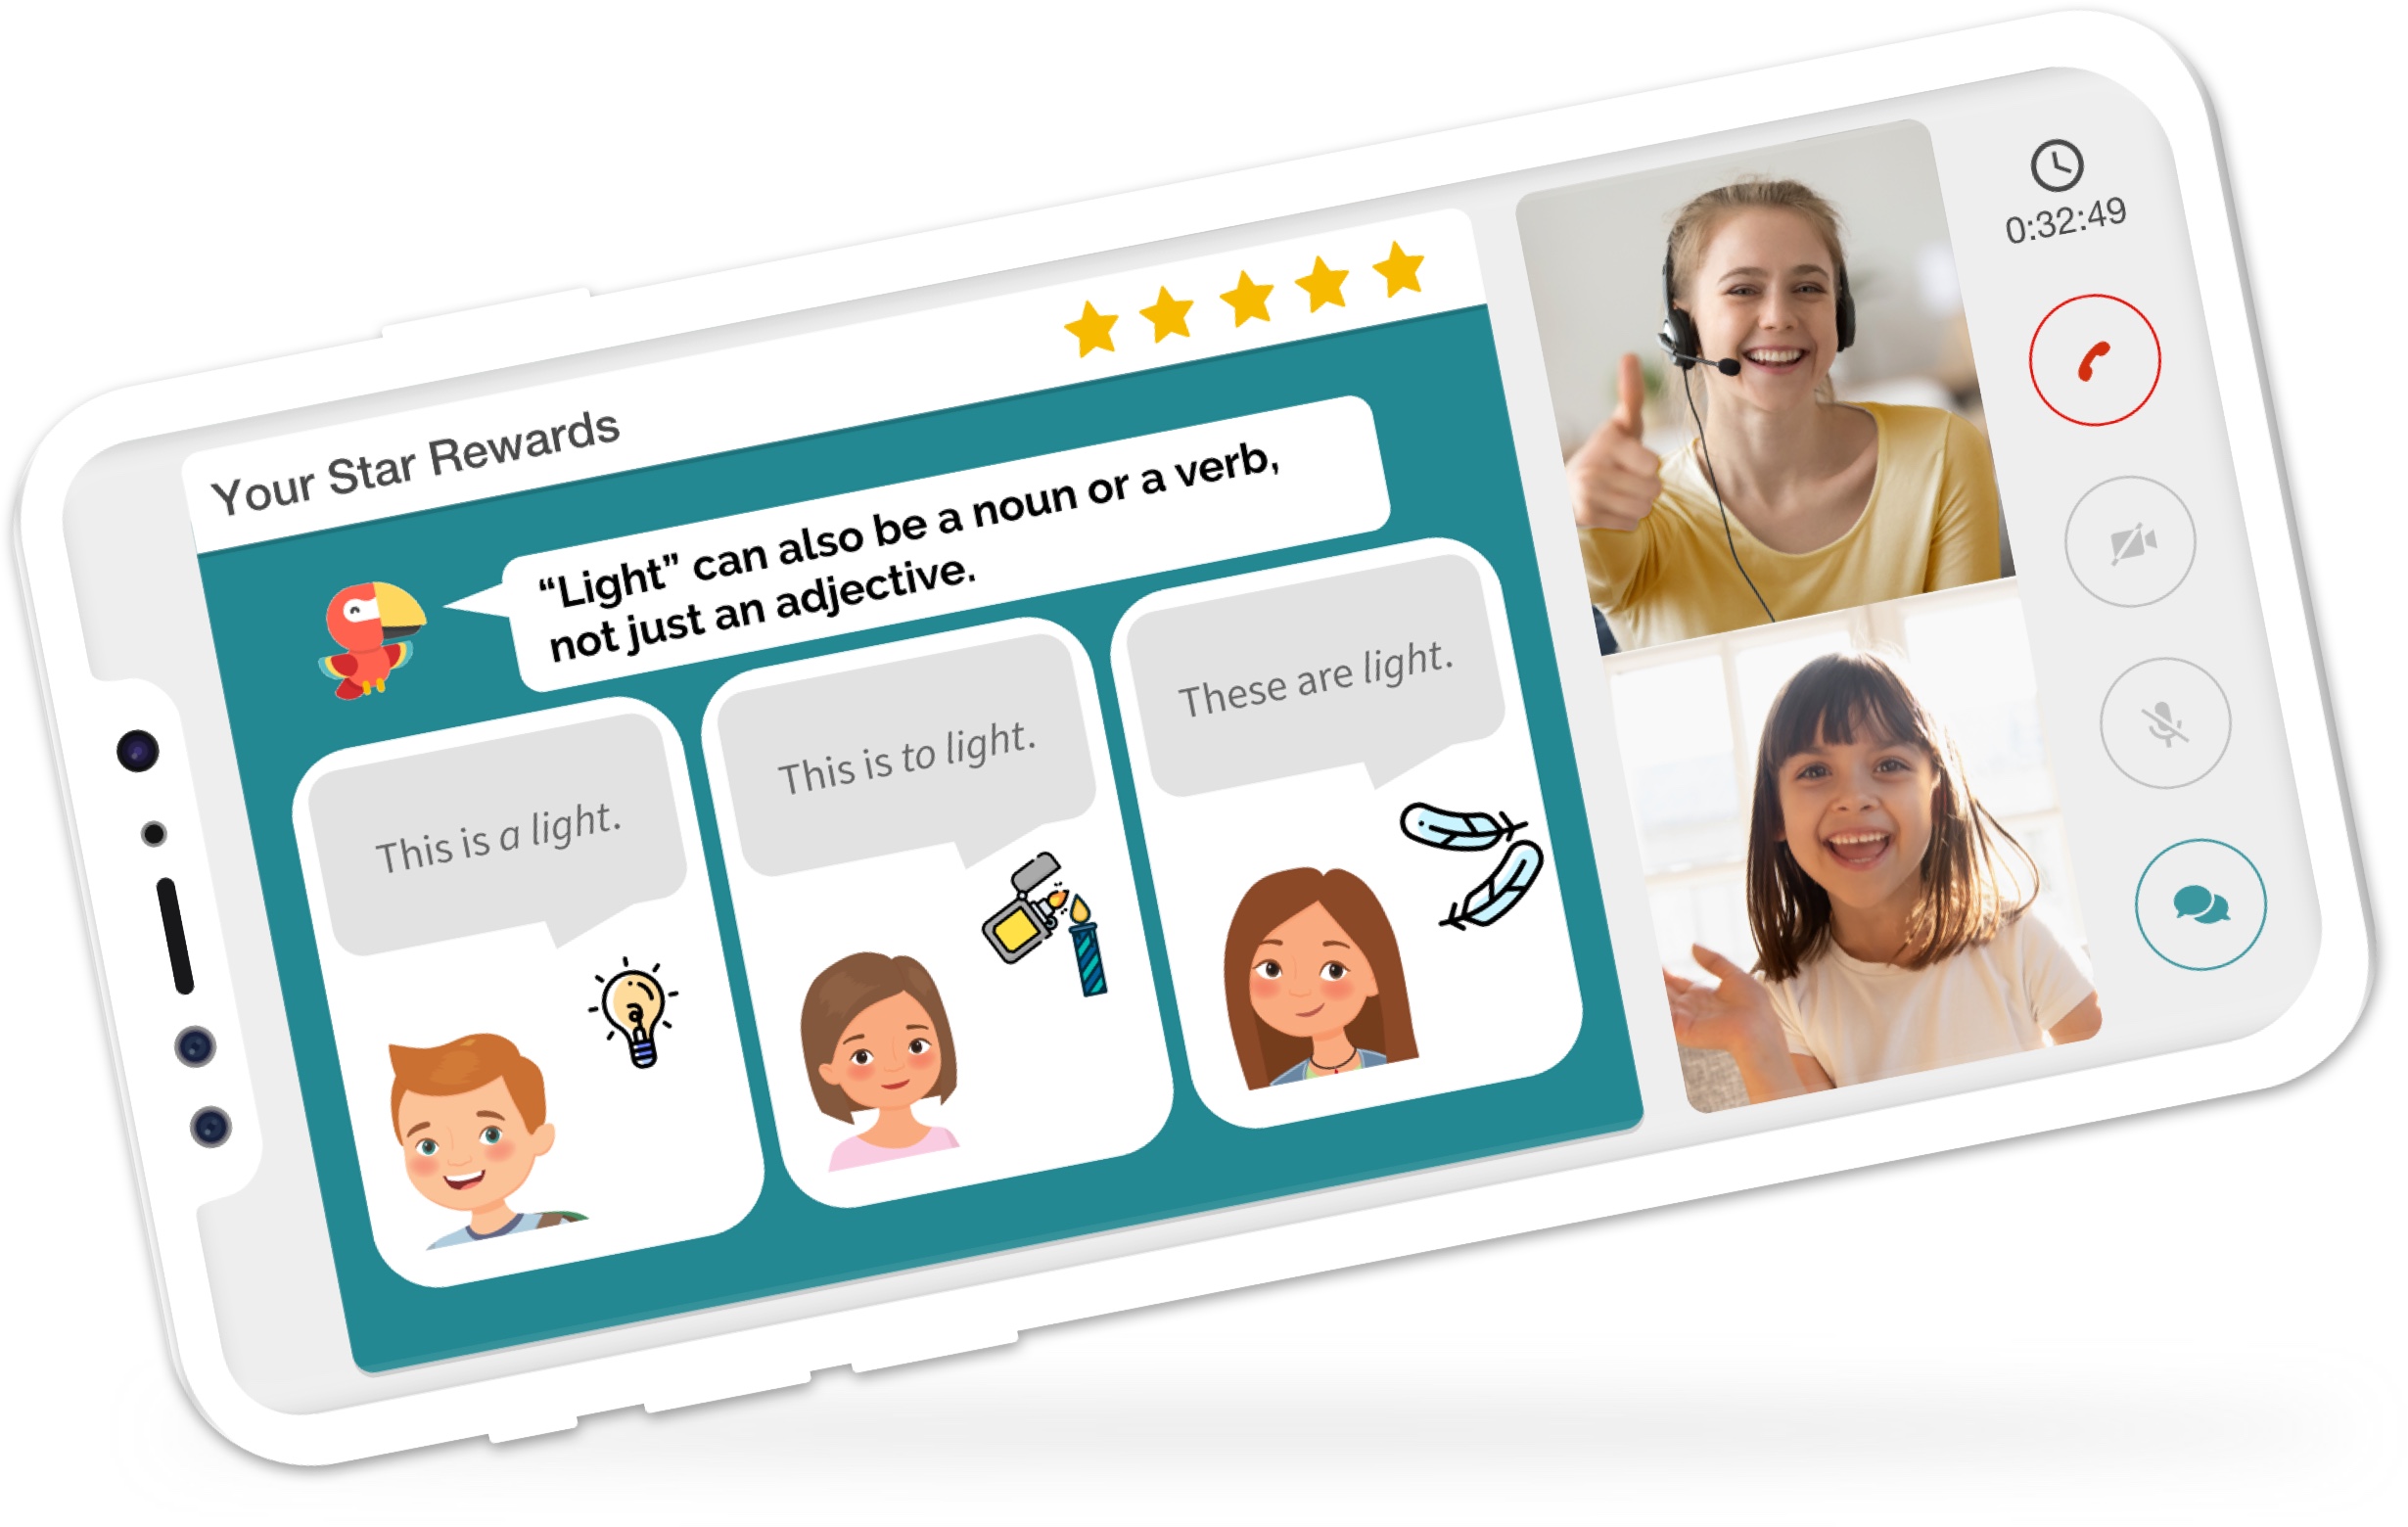 Your Star Rewards
“Light” can also be a noun or a verb,
not just an adjective.
This is a light.
This is to light.
These are light.
0:32:49